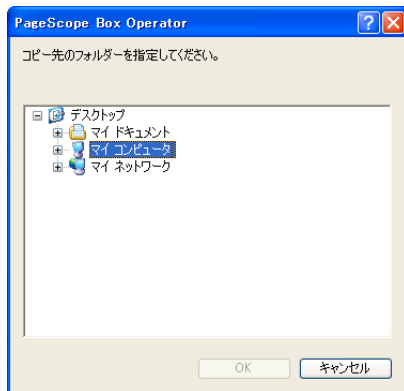 PageScope Box Operator
コピー先のフォルダーを指定してください。
デスクトップ
マイ ドキュメント
マイ コンピュータ
マイ ネットワーク
OK キャンセル